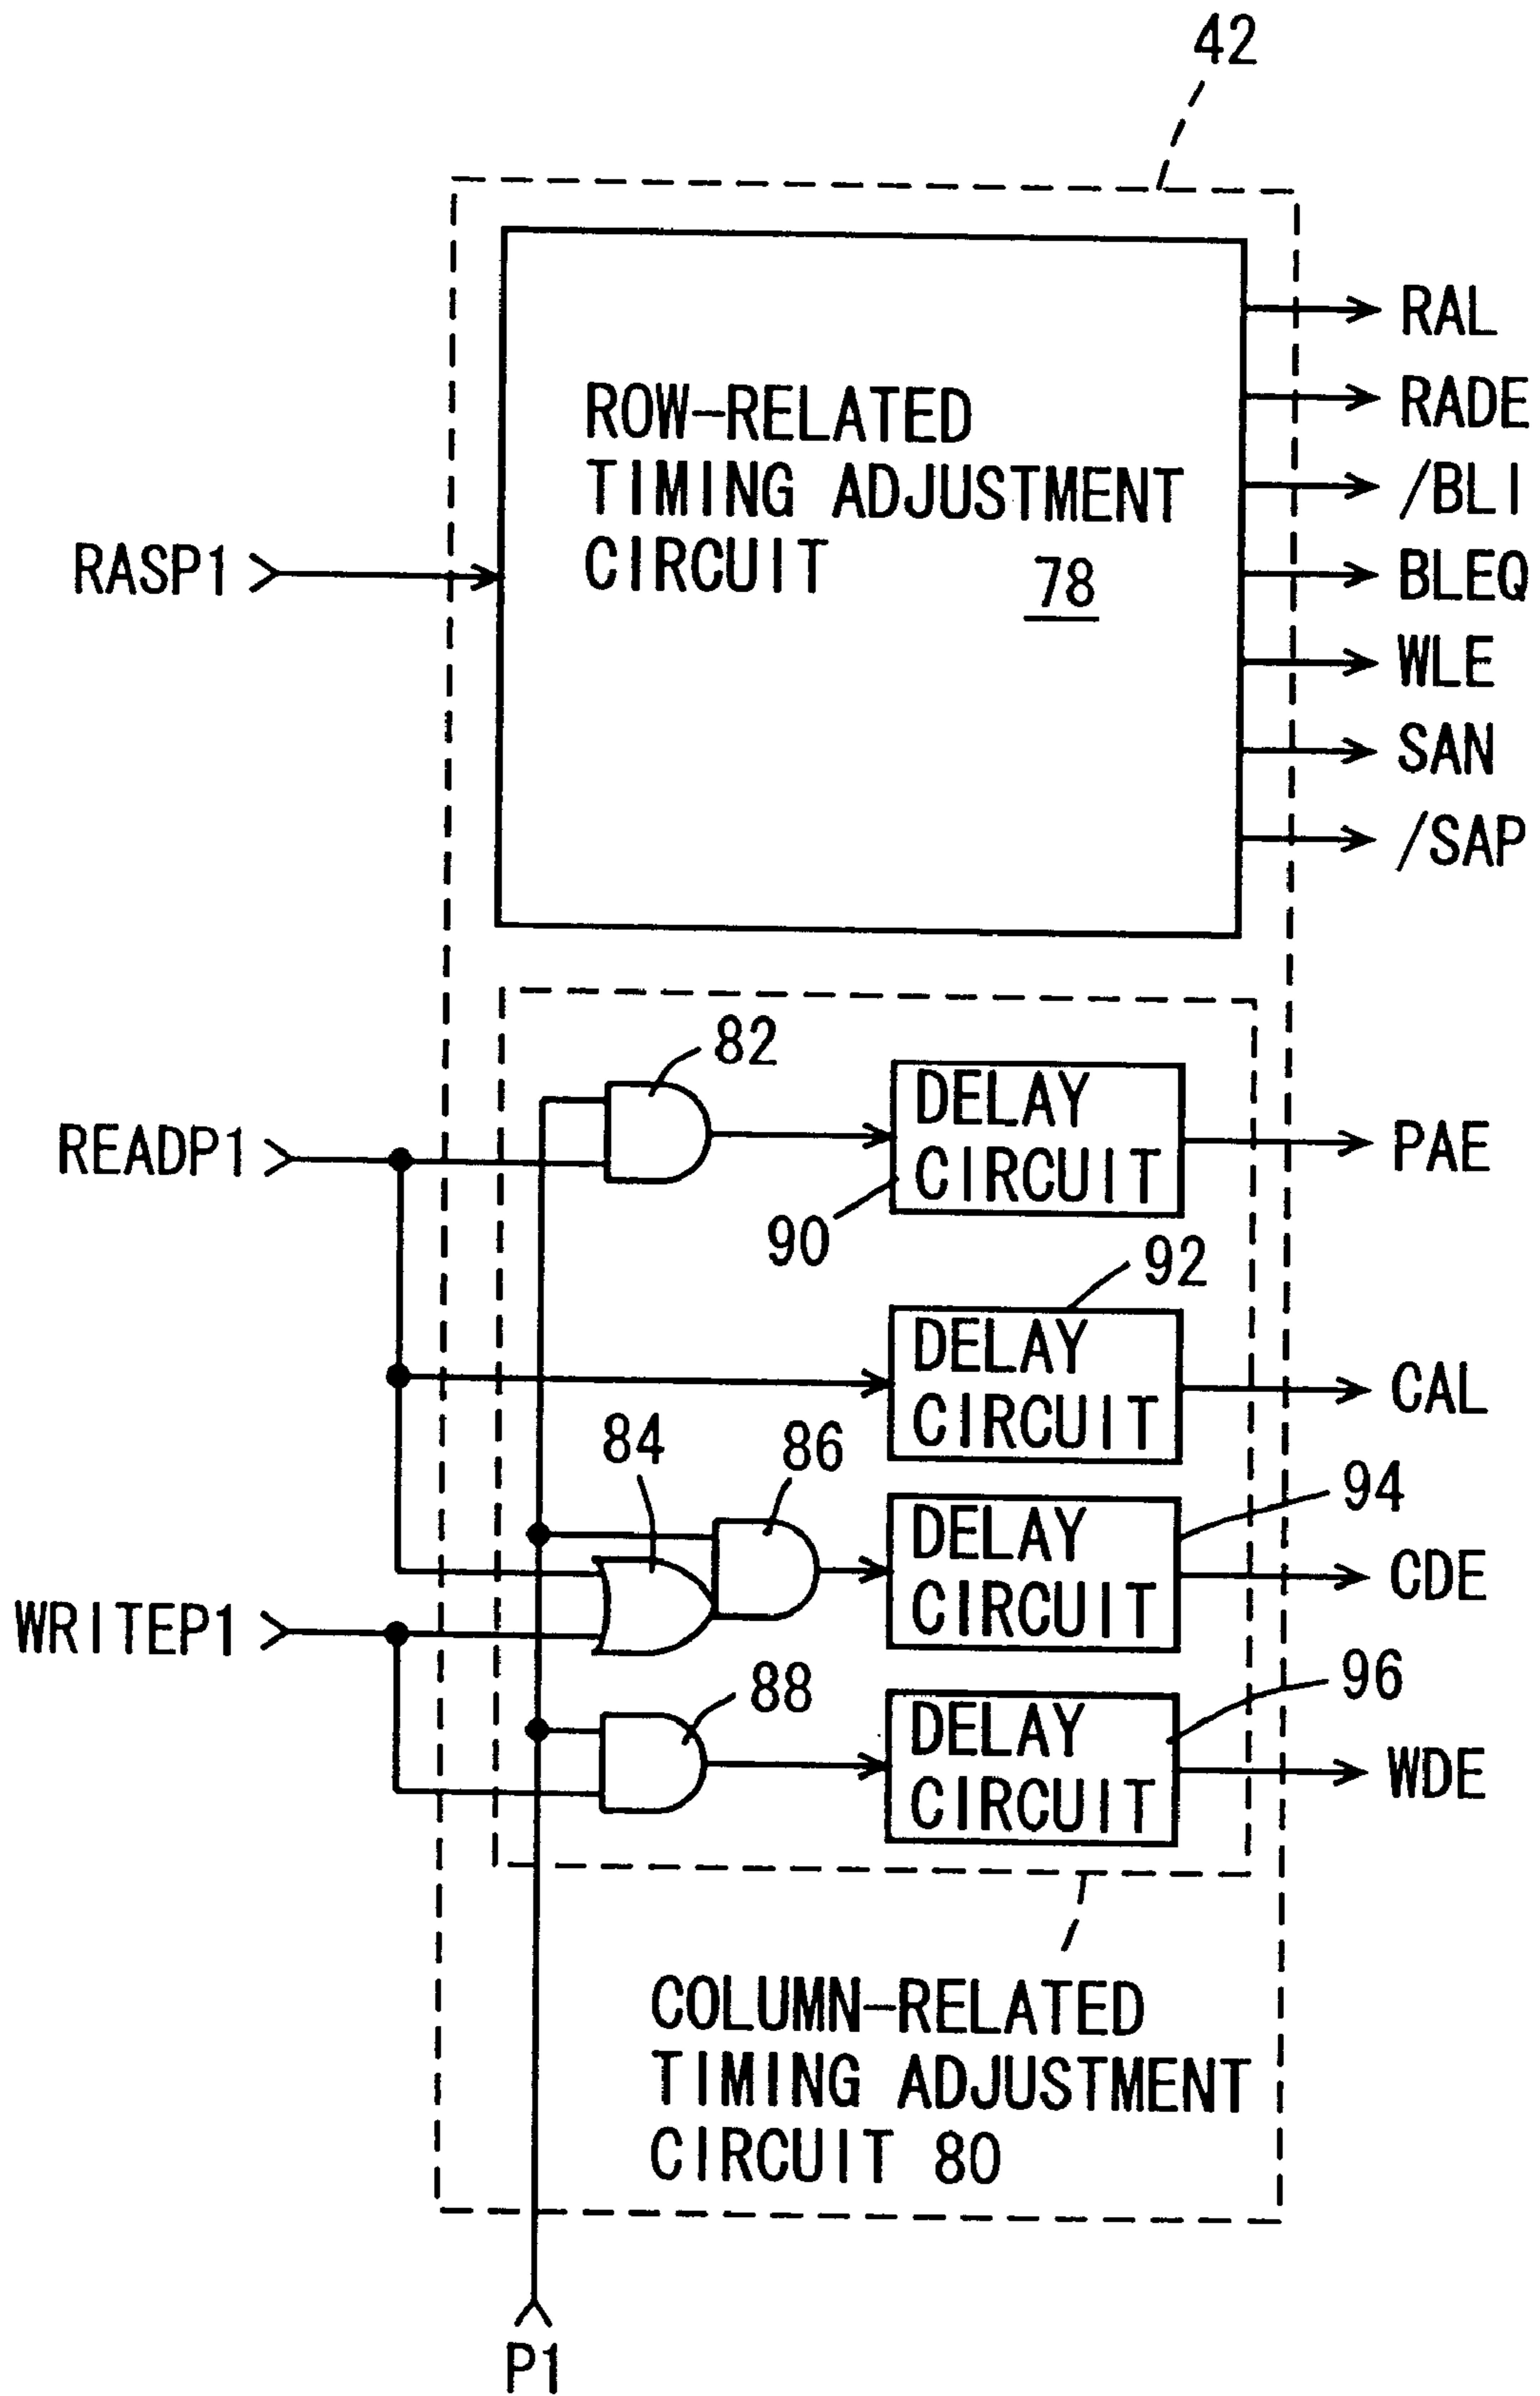 42
RAL
RADE
ROW-RELATED
TIMING ADJUSTMENT
CIRCUIT
78
/BLI
RASP1
BLEQ
WLE
SAN
/SAP
82
READP1
DELAY
CIRCUIT
PAE
90
92
DELAY
CIRCUIT
CAL
84
86
94
DELAY
CIRCUIT
CDE
WRITEP1
88
96
DELAY
CIRCUIT
WDE
COLUMN-RELATED
TIMING ADJUSTMENT
CIRCUIT 80
P1